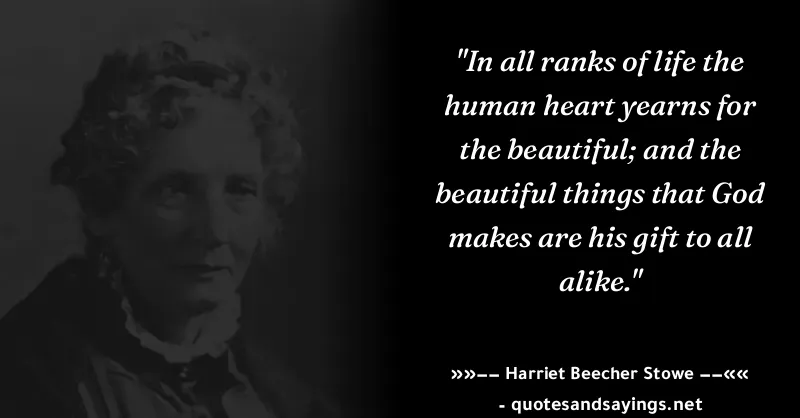 "In all ranks of life the
human heart yearns for
the beautiful; and the
beautiful things that God
makes are his gift to all
alike."
»»−− Harriet Beecher Stowe −−««
- quotesandsayings.net